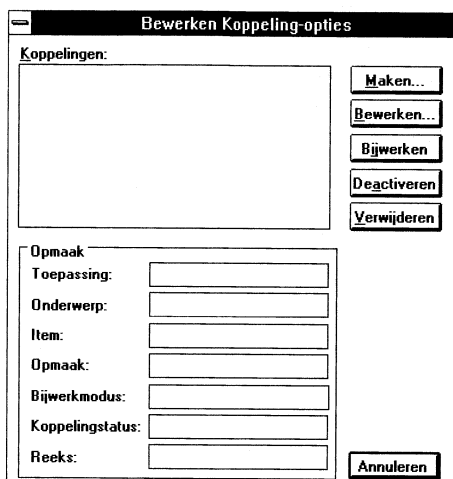 Bewerken Koppeling-opties
Koppelingen:
Maken...
Bewerken...
Bijwerken
Deactiveren
Verwijderen
Opmaak
Toepassing:
Onderwerp:
Item:
Opmaak:
Bijwerkmodus:
Koppelingstatus:
Reeks:
Annuleren